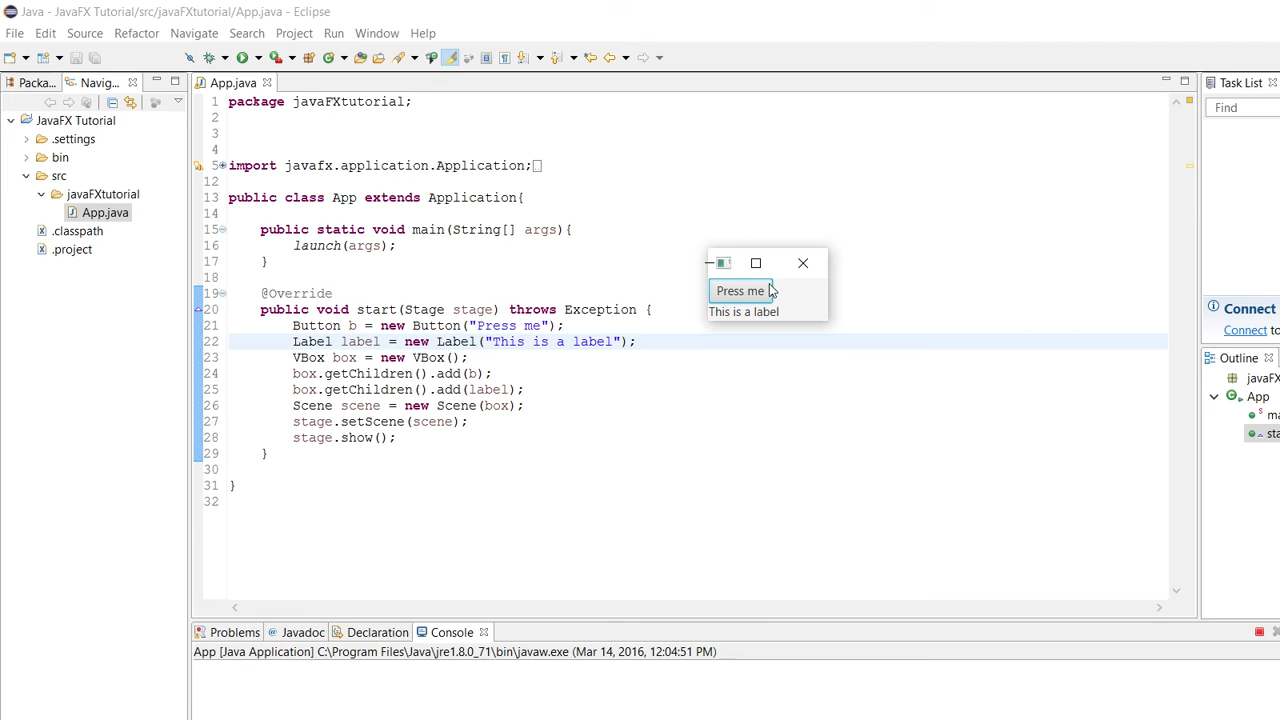 Java - JavaFX Tutorial/src/javaFXtutorial/App.java - Eclipse
File Edit Source Refactor Navigate Search Project Run Window Help
Packa... Navig...
JavaFX Tutorial
.settings
bin
src
javaFXtutorial
App.java
.classpath
.project
App.java
1 package javaFXtutorial;
2
3
4
5 import javafx.application.Application;
12
13 public class App extends Application{
14
15 public static void main(String[] args){
16 launch(args);
17 }
18
19 @Override
20 public void start(Stage stage) throws Exception {
21 Button b = new Button("Press me");
22 Label label = new Label("This is a label");
23 VBox box = new VBox();
24 box.getChildren().add(b);
25 box.getChildren().add(label);
26 Scene scene = new Scene(box);
27 stage.setScene(scene);
28 stage.show();
29 }
30
31 }
32
Press me
This is a label
Task List
Find
Connect
Connect to
Outline
javaFX
App
ma
sta
Problems @ Javadoc Declaration Console
App [Java Application] C:\Program Files\Java\jre1.8.0_71\bin\javaw.exe (Mar 14, 2016, 12:04:51 PM)